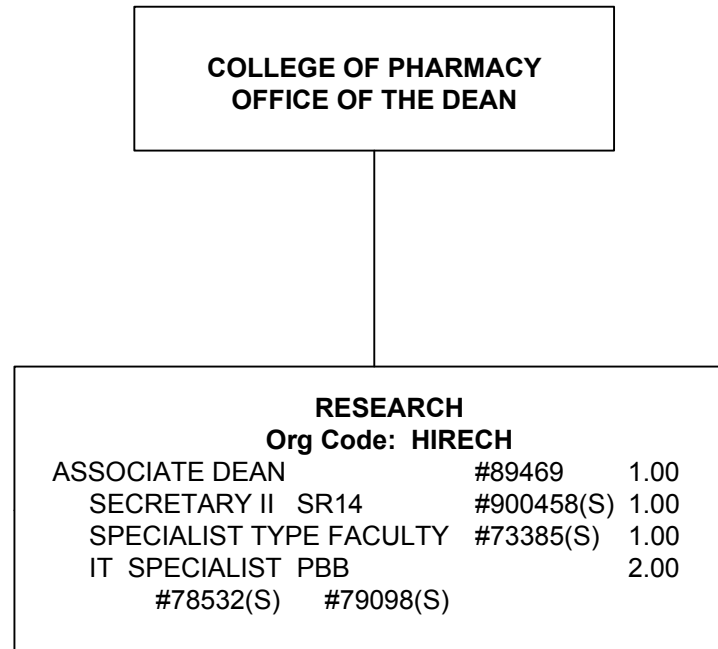 COLLEGE OF PHARMACY
OFFICE OF THE DEAN
RESEARCH
Org Code: HIRECH
ASSOCIATE DEAN #89469 1.00
SECRETARY II SR14 #900458(S) 1.00
SPECIALIST TYPE FACULTY #73385(S) 1.00
IT SPECIALIST PBB 2.00
#78532(S) #79098(S)